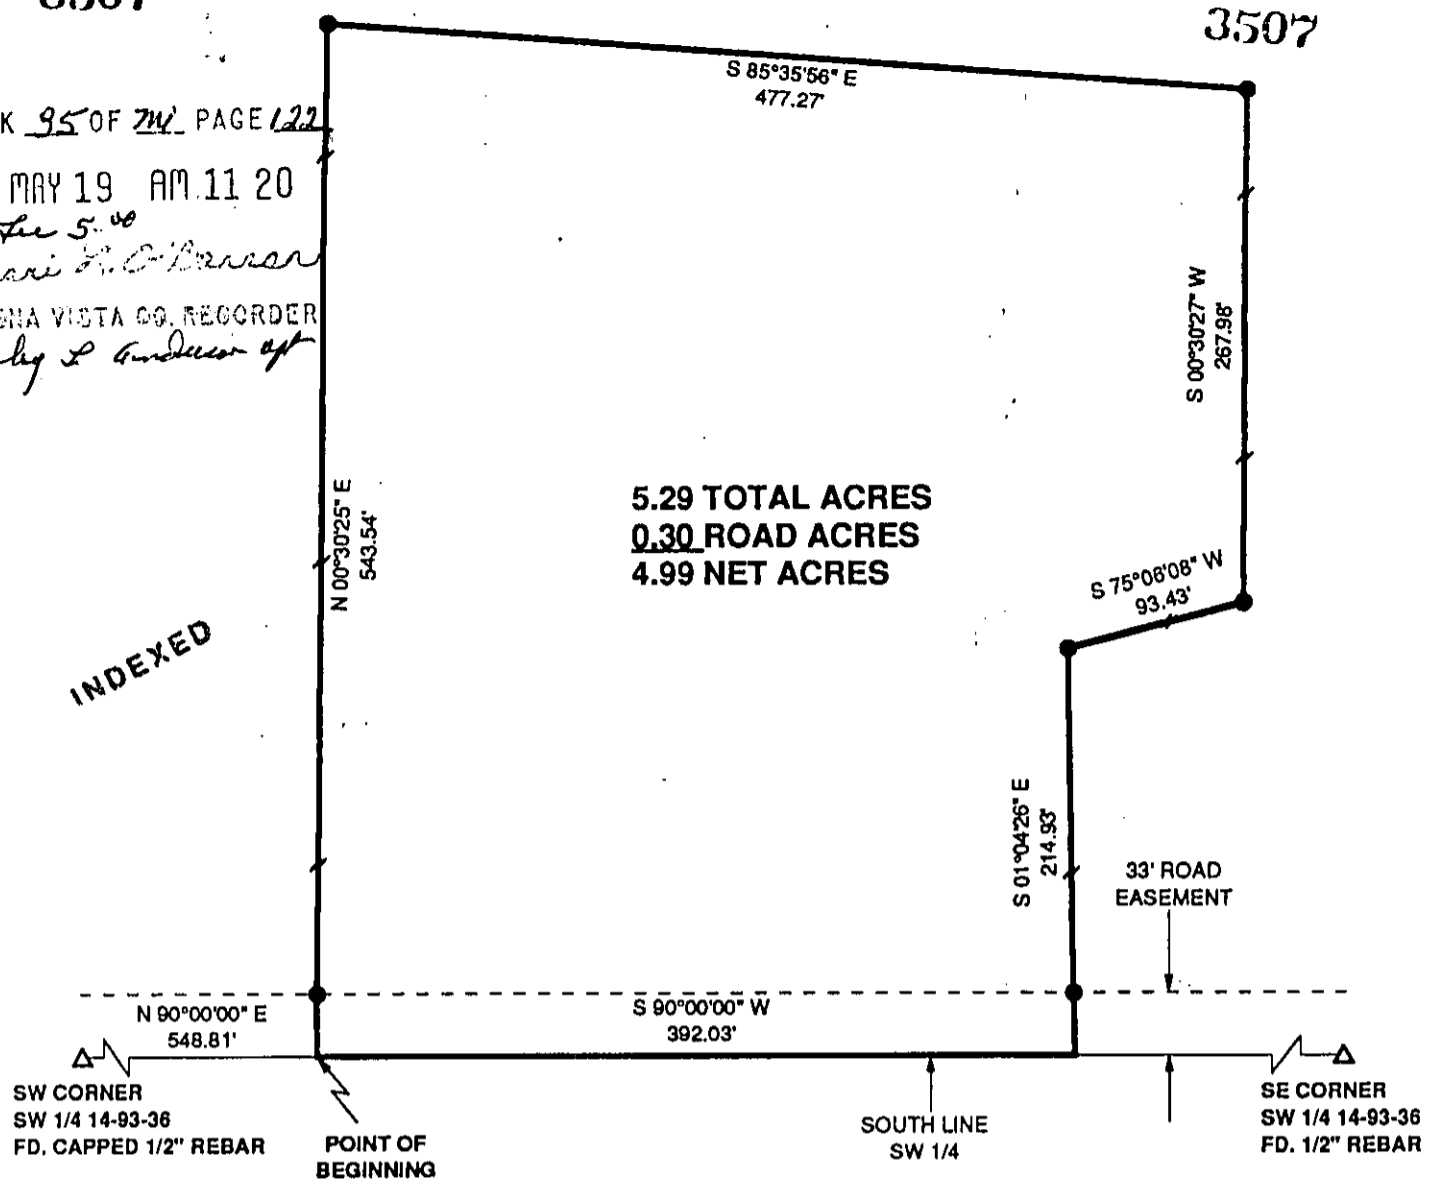 3507
K 95 OF PAGE 122
MAY 19 AM 11 20
Fee 5.00
VISTA CO. RECORDER
INDEXED
S 85°35'56" E
477.27'
S 00°30'27" W
267.98'
N 00°30'25" E
543.54'
5.29 TOTAL ACRES
0.30 ROAD ACRES
4.99 NET ACRES
S 75°06'08" W
93.43'
S 01°04'26" E
214.93'
33' ROAD
EASEMENT
N 90°00'00" E
548.81'
S 90°00'00" W
392.03'
SW CORNER
SW 1/4 14-93-36
FD. CAPPED 1/2" REBAR
POINT OF
BEGINNING
SOUTH LINE
SW 1/4
SE CORNER
SW 1/4 14-93-36
FD. 1/2" REBAR